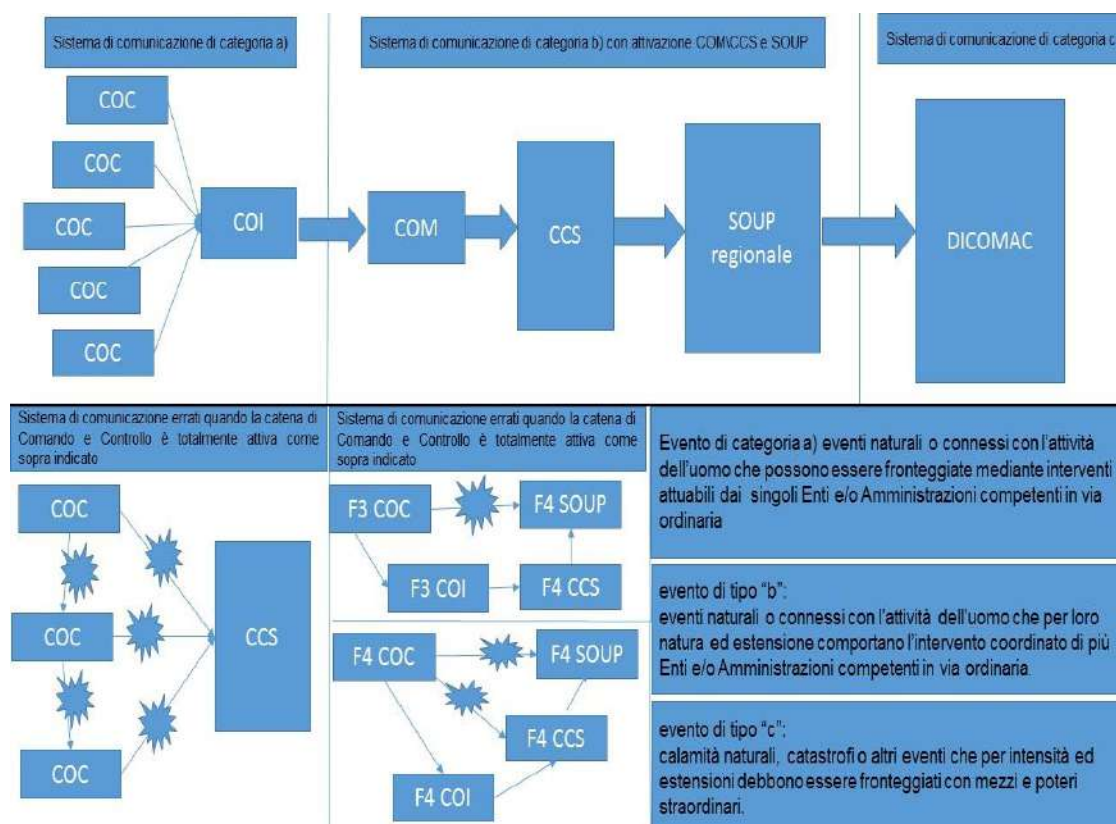 Sistema di comunicazione di categoria a)
Sistema di comunicazione di categoria b) con attivazione COM\CCS e SOUP
Sistema di comunicazione di categoria c
COC
COC
COC
COC
COC
COI
COM
CCS
SOUP
regionale
DICOMAC
Sistema di comunicazione errati quando la catena di
Comando e Controllo è totalmente attiva come
sopra indicato
COC
COC
COC
CCS
Sistema di comunicazione errati quando la catena di
Comando e Controllo è totalmente attiva come
sopra indicato
F3 COC
F4 SOUP
F3 COI
F4 CCS
F4 COC
F4 SOUP
F4 CCS
F4 COI
Evento di categoria a) eventi naturali o connessi con l'attività
dell'uomo che possono essere fronteggiate mediante interventi
attuabili dai singoli Enti e/o Amministrazioni competenti in via
ordinaria
evento di tipo "b":
eventi naturali o connessi con l'attività dell'uomo che per loro
natura ed estensione comportano l'intervento coordinato di più
Enti e/o Amministrazioni competenti in via ordinaria.
evento di tipo "c":
calamità naturali, catastrofi o altri eventi che per intensità ed
estensioni debbono essere fronteggiati con mezzi e poteri
straordinari.